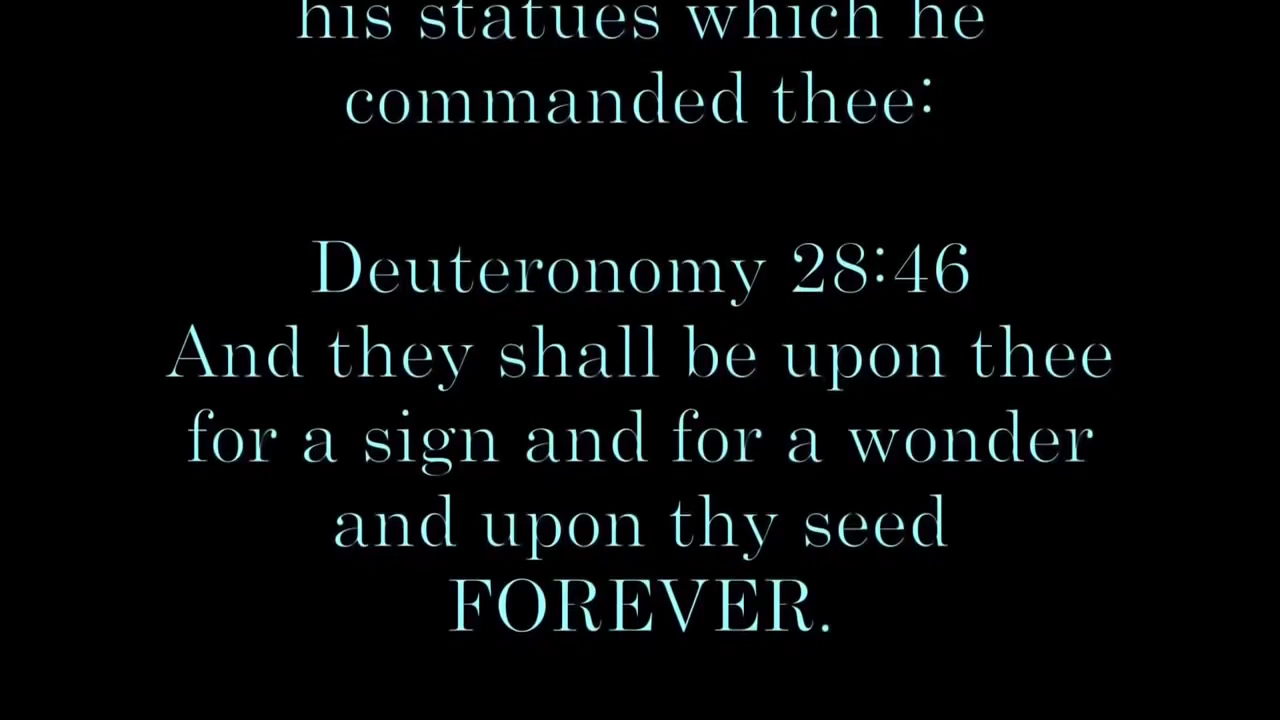 his statues which he
commanded thee:
Deuteronomy 28:46
And they shall be upon thee
for a sign and for a wonder
and upon thy seed
FOREVER.